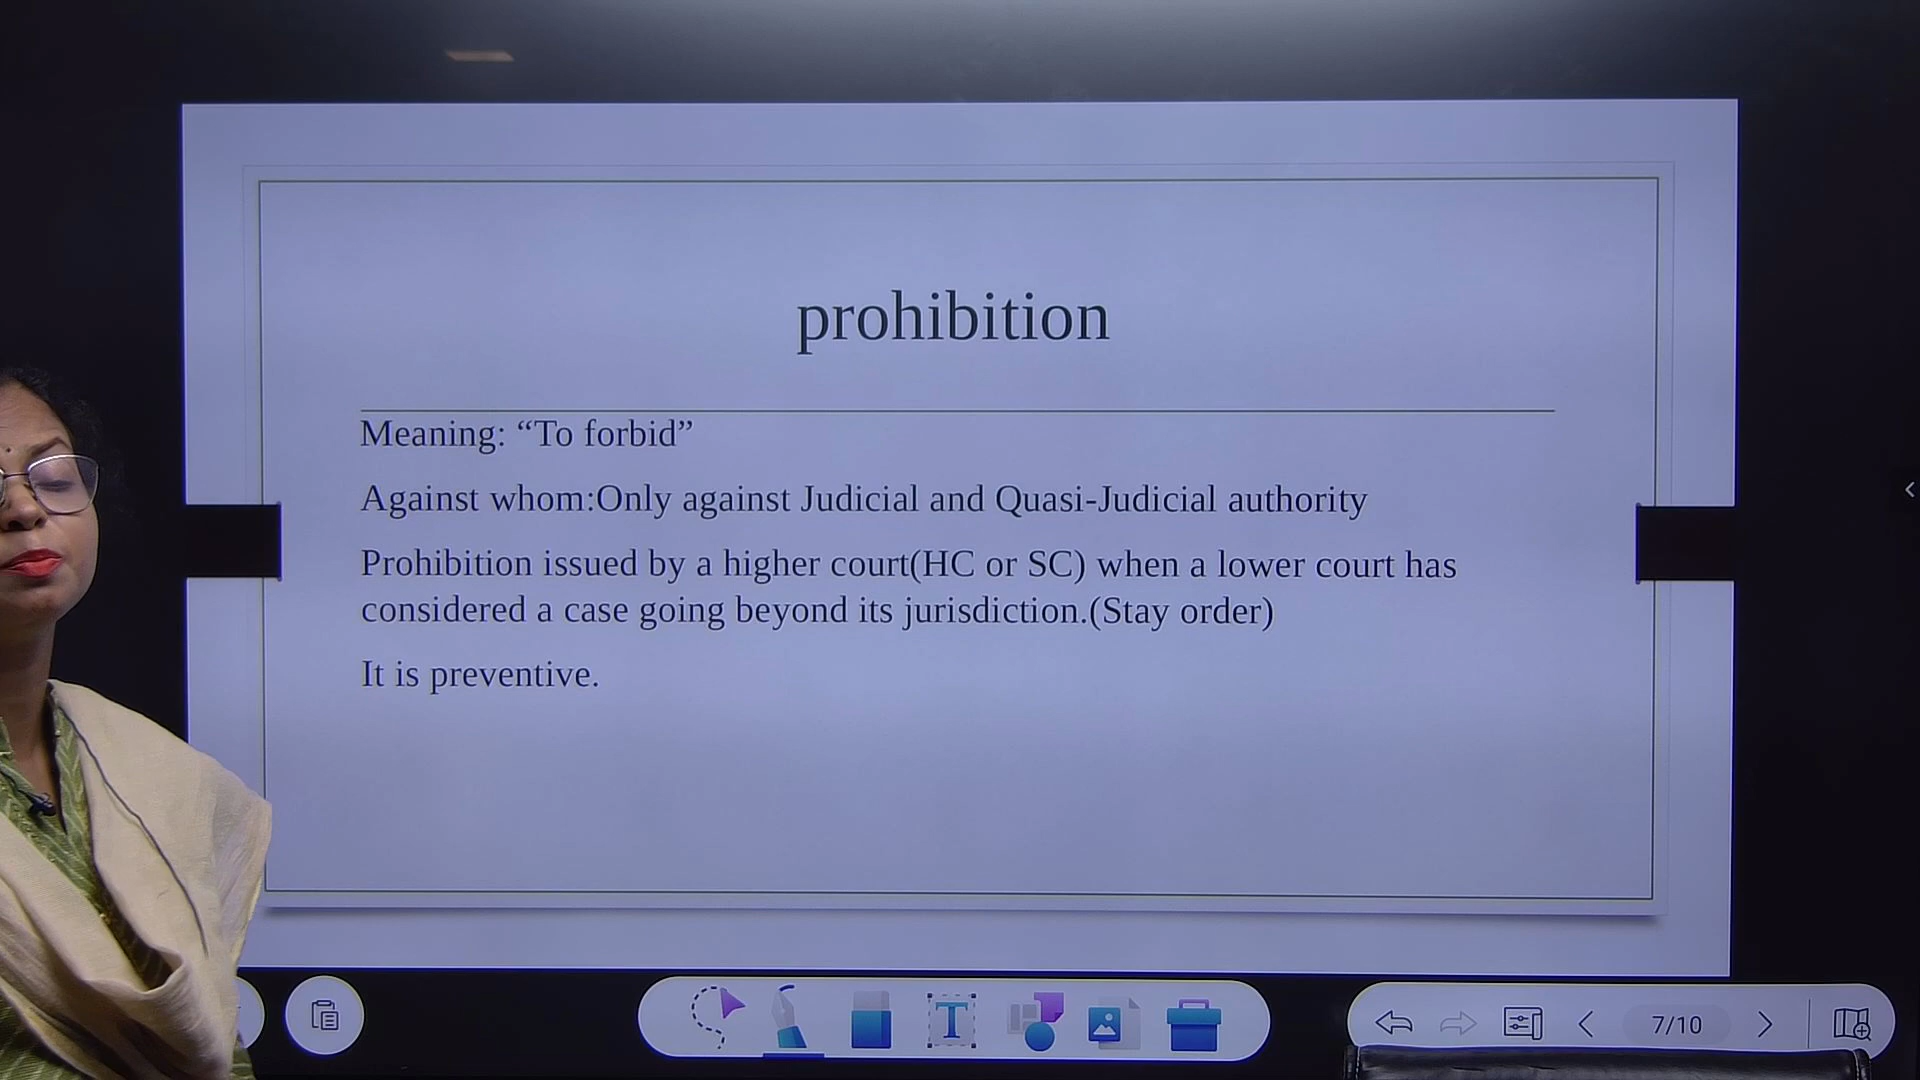 prohibition
Meaning: “To forbid”
Against whom:Only against Judicial and Quasi-Judicial authority
Prohibition issued by a higher court(HC or SC) when a lower court has
considered a case going beyond its jurisdiction.(Stay order)
It is preventive.
T
7/10